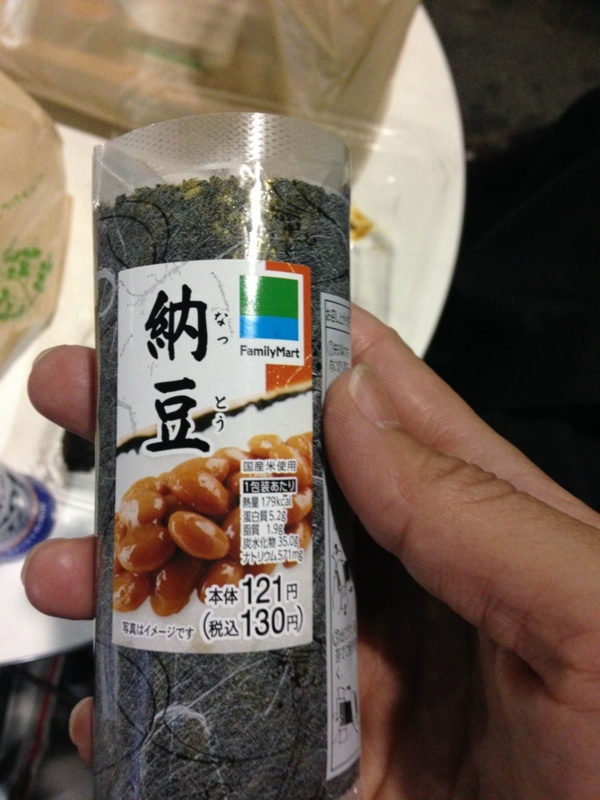 納豆
なっ
とう
FamilyMart
国産米使用
1包装あたり
熱量 179kcal
蛋白質 5.2g
脂質 1.9g
炭水化物 35.0g
ナトリウム 571mg
本体 121円
(税込 130円)
写真はイメージです